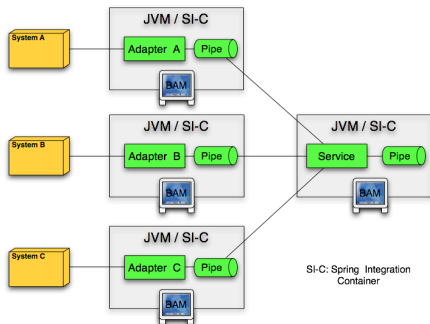 JVM / SI-C
System A
Adapter A
Pipe
BAM
JVM / SI-C
JVM / SI-C
System B
Adapter B
Pipe
Service
Pipe
BAM
BAM
JVM / SI-C
System C
Adapter C
Pipe
BAM
SI-C: Spring Integration
Container